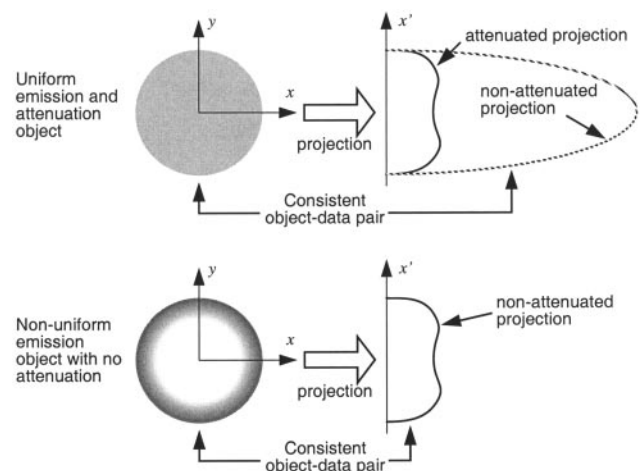 y
x'
attenuated projection
Uniform
emission and
attenuation
object
x
projection
non-attenuated
projection
Consistent
object-data pair
y
x'
non-attenuated
projection
Non-uniform
emission
object with no
attenuation
x
projection
Consistent
object-data pair